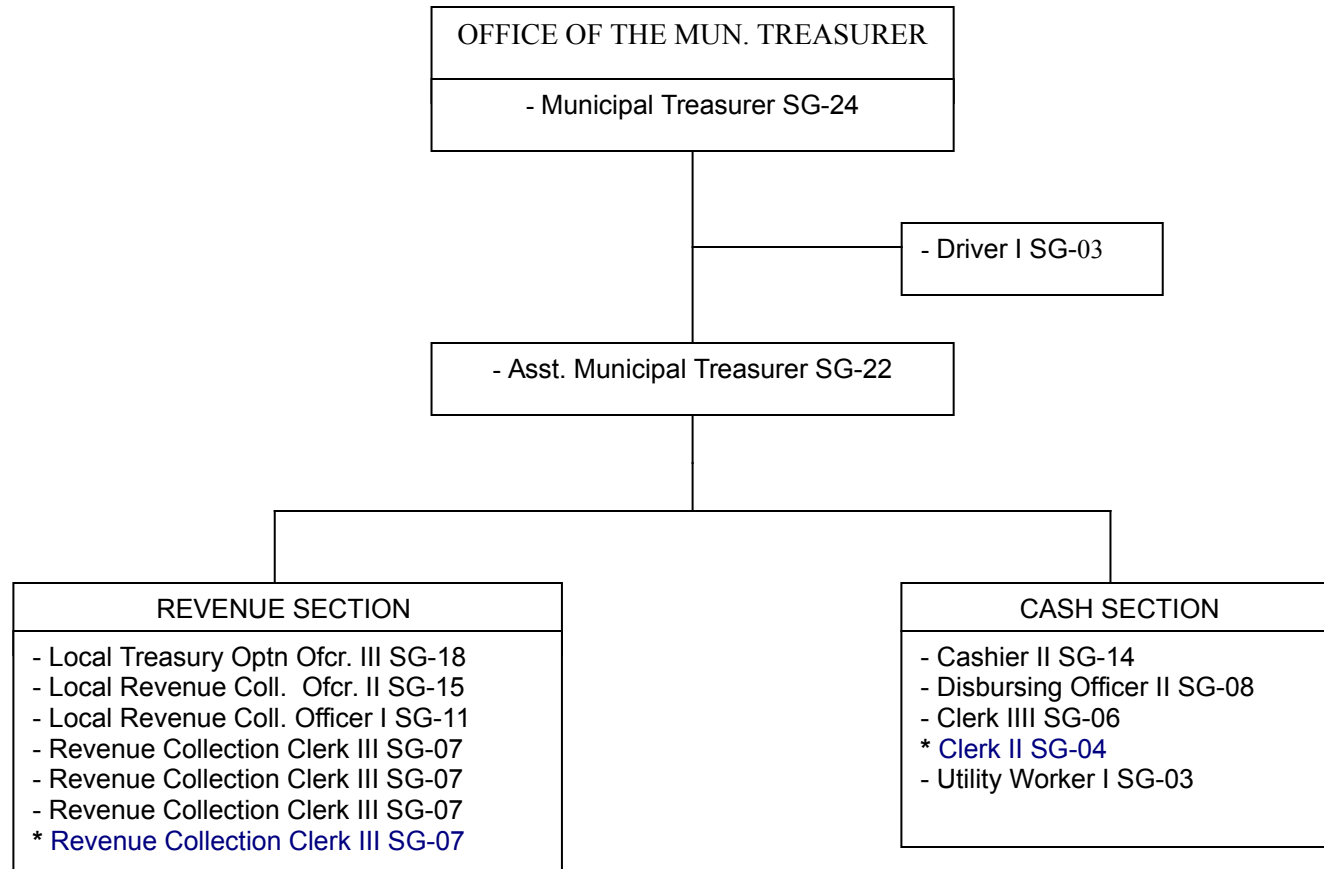 OFFICE OF THE MUN. TREASURER
- Municipal Treasurer SG-24
- Driver I SG-03
- Asst. Municipal Treasurer SG-22
REVENUE SECTION
- Local Treasury Optn Ofcr. III SG-18
- Local Revenue Coll.  Ofcr. II SG-15
- Local Revenue Coll. Officer I SG-11
- Revenue Collection Clerk III SG-07
- Revenue Collection Clerk III SG-07
- Revenue Collection Clerk III SG-07
* Revenue Collection Clerk III SG-07
CASH SECTION
- Cashier II SG-14
- Disbursing Officer II SG-08
- Clerk IIII SG-06
* Clerk II SG-04
- Utility Worker I SG-03